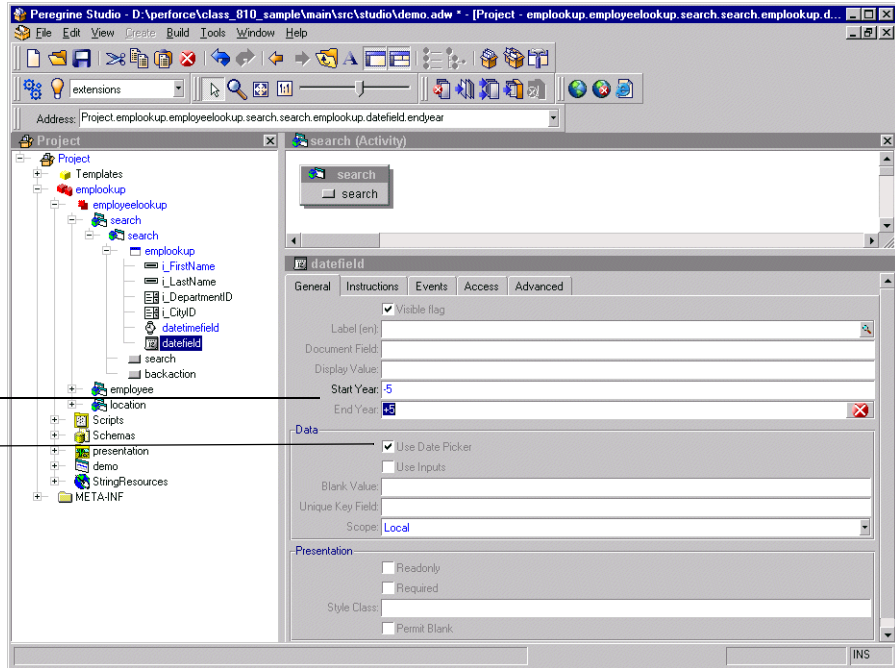 Peregrine Studio - D:\perforce\class_810_sample\main\src\studio\demo.adw * - [Project - emplookup.employeelookup.search.search.emplookup.d...
File Edit View Create Build Tools Window Help
extensions
1:1
Address: Project.emplookup.employeelookup.search.search.emplookup.datefield.endyear
Project
Project
Templates
emplookup
employeelookup
search
search
emplookup
i_FirstName
i_LastName
i_DepartmentID
i_CityID
datetimefield
datefield
search
backaction
employee
location
Scripts
Schemas
presentation
demo
StringResources
META-INF
search (Activity)
search
search
datefield
General Instructions Events Access Advanced
Visible flag
Label (en):
Document Field:
Display Value:
Start Year: -5
End Year: +5
Data
Use Date Picker
Use Inputs
Blank Value:
Unique Key Field:
Scope: Local
Presentation
Readonly
Required
Style Class:
Permit Blank
INS